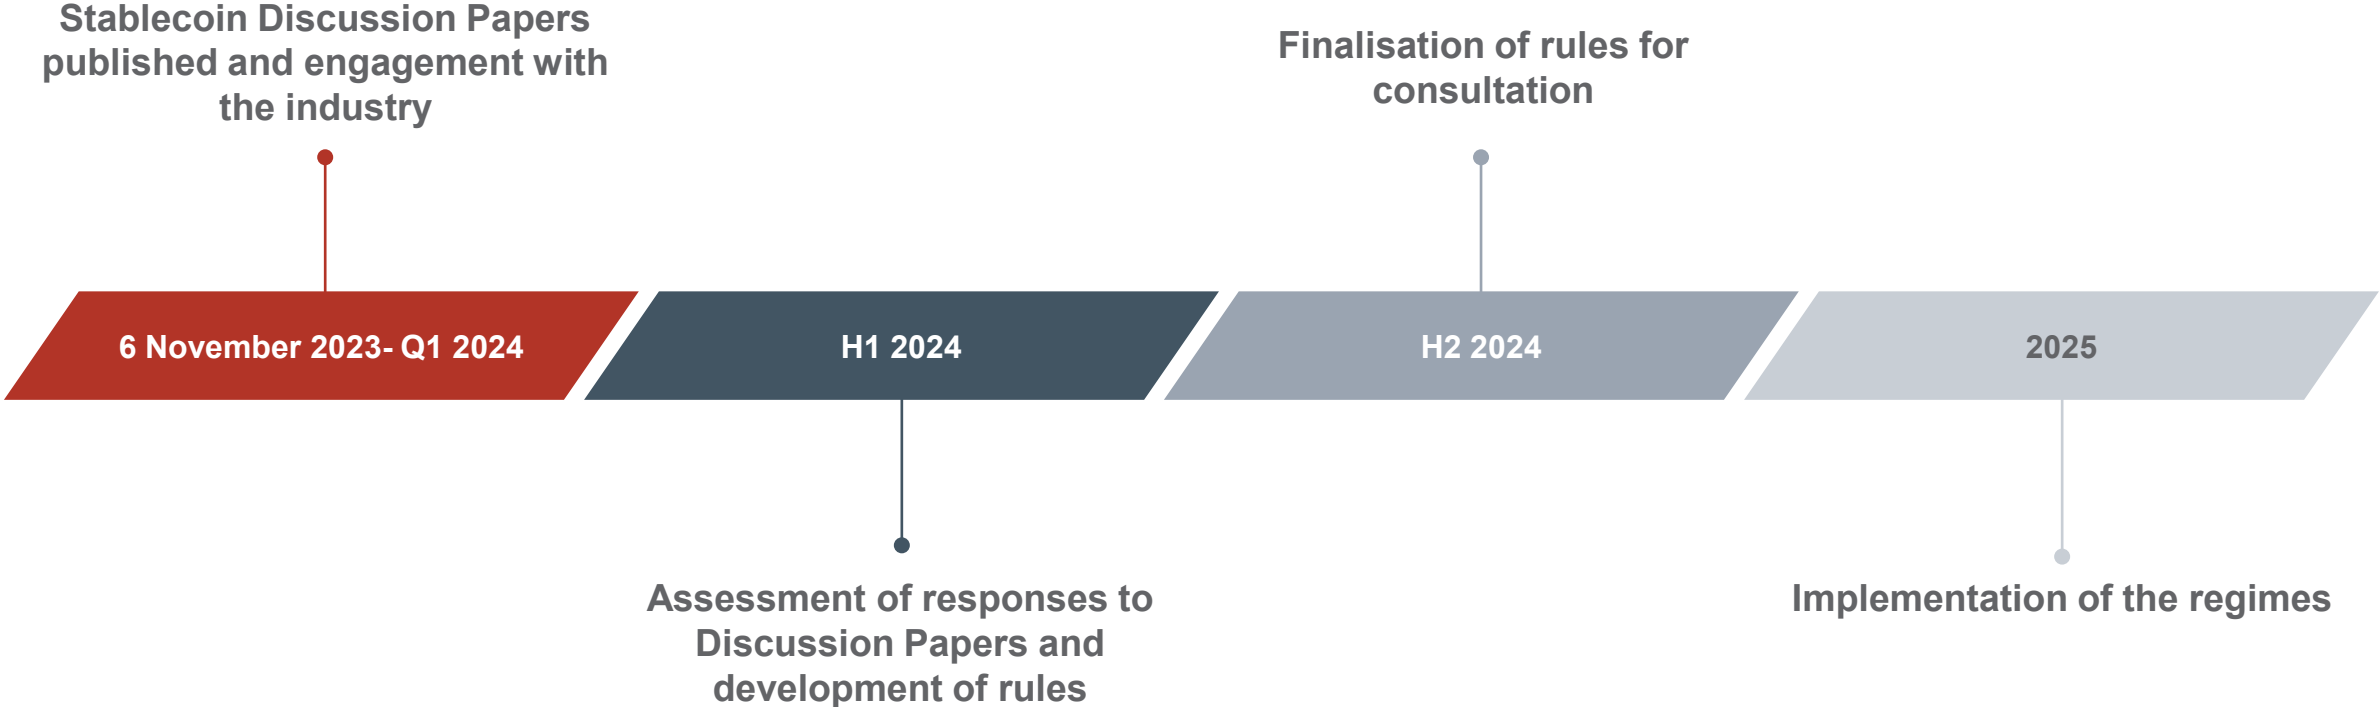 Stablecoin Discussion Papers
published and engagement with
the industry
Finalisation of rules for
consultation
6 November 2023- Q1 2024
H1 2024
H2 2024
2025
Assessment of responses to
Discussion Papers and
development of rules
Implementation of the regimes